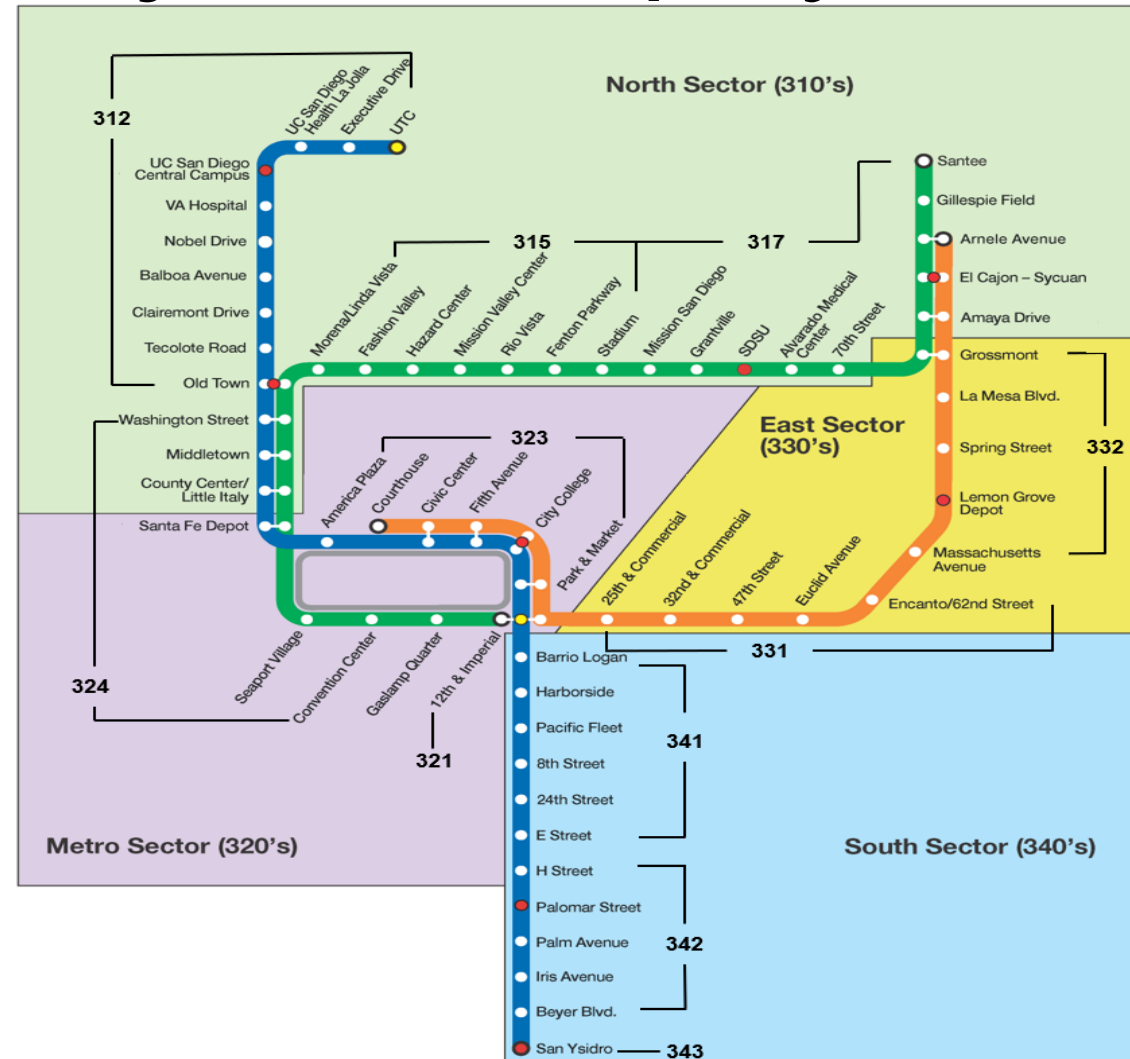 North Sector (310's)
312
UC San Diego
Health La Jolla
Executive Drive
UTC
UC San Diego
Central Campus
VA Hospital
Nobel Drive
Balboa Avenue
Clairemont Drive
Tecolote Road
Old Town
Washington Street
Middletown
County Center/
Little Italy
Santa Fe Depot
315
317
Morena/Linda Vista
Fashion Valley
Hazard Center
Mission Valley Center
Rio Vista
Fenton Parkway
Stadium
Mission San Diego
Grantville
SDSU
Alvarado Medical
Center
70th Street
Santee
Gillespie Field
Arnele Avenue
El Cajon – Sycuan
Amaya Drive
Grossmont
La Mesa Blvd.
Spring Street
332
Lemon Grove
Depot
Massachusetts
Avenue
Encanto/62nd Street
East Sector
(330's)
323
America Plaza
Courthouse
Civic Center
Fifth Avenue
City College
Park & Market
25th & Commercial
32nd & Commercial
47th Street
Euclid Avenue
331
324
Seaport Village
Convention Center
Gaslamp Quarter
12th & Imperial
321
Metro Sector (320's)
Barrio Logan
Harborside
Pacific Fleet
341
8th Street
24th Street
E Street
South Sector (340's)
H Street
Palomar Street
Palm Avenue
342
Iris Avenue
Beyer Blvd.
San Ysidro
343